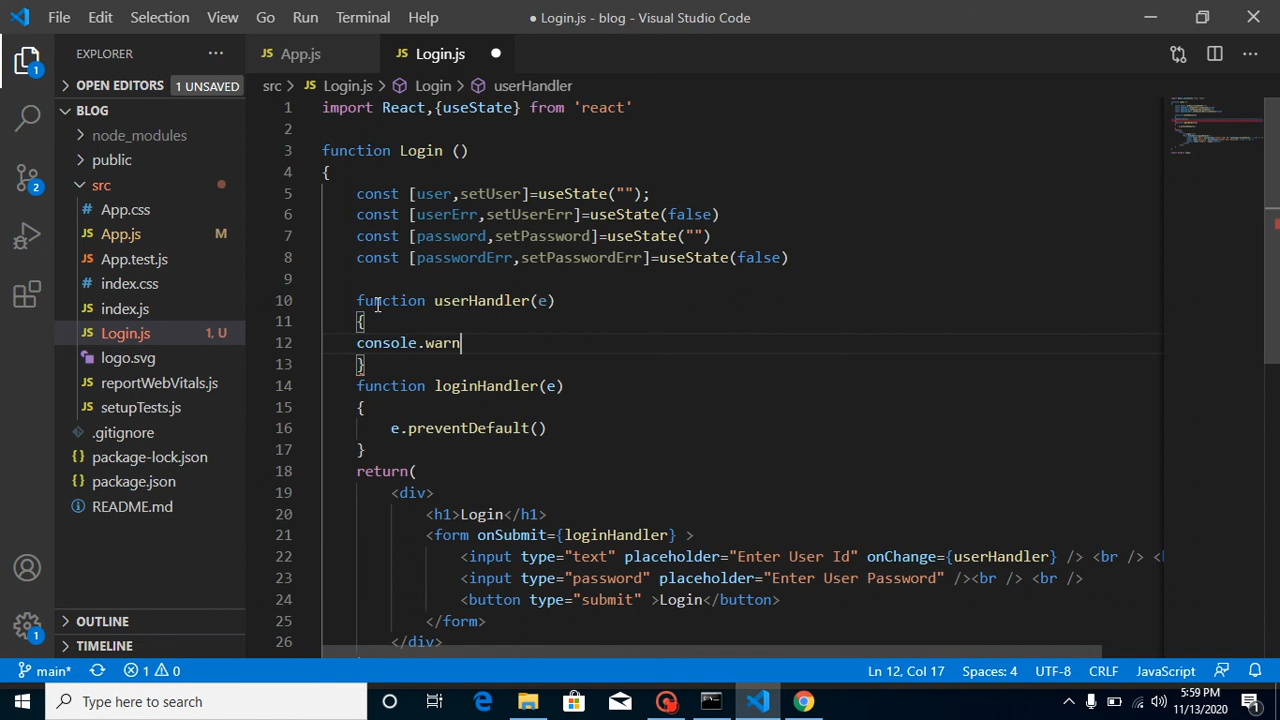 File Edit Selection View Go Run Terminal Help
● Login.js - blog - Visual Studio Code
EXPLORER
OPEN EDITORS 1 UNSAVED
BLOG
node_modules
public
src
App.css
App.js M
App.test.js
index.css
index.js
Login.js 1, U
logo.svg
reportWebVitals.js
setupTests.js
.gitignore
package-lock.json
package.json
README.md
OUTLINE
TIMELINE
1
2
1
JS App.js
JS Login.js ●
src > JS Login.js > Login > userHandler
1 import React,{useState} from 'react'
2
3 function Login ()
4 {
5 const [user,setUser]=useState("");
6 const [userErr,setUserErr]=useState(false)
7 const [password,setPassword]=useState("")
8 const [passwordErr,setPasswordErr]=useState(false)
9
10 function userHandler(e)
11 {
12 console.warn
13 }
14 function loginHandler(e)
15 {
16 e.preventDefault()
17 }
18 return(
19 <div>
20 <h1>Login</h1>
21 <form onSubmit={loginHandler} >
22 <input type="text" placeholder="Enter User Id" onChange={userHandler} /> <br /> <b
23 <input type="password" placeholder="Enter User Password" /><br /> <br />
24 <button type="submit" >Login</button>
25 </form>
26 </div>
main* 1 0 Ln 12, Col 17 Spaces: 4 UTF-8 CRLF JavaScript
Type here to search
5:59 PM
11/13/2020
1